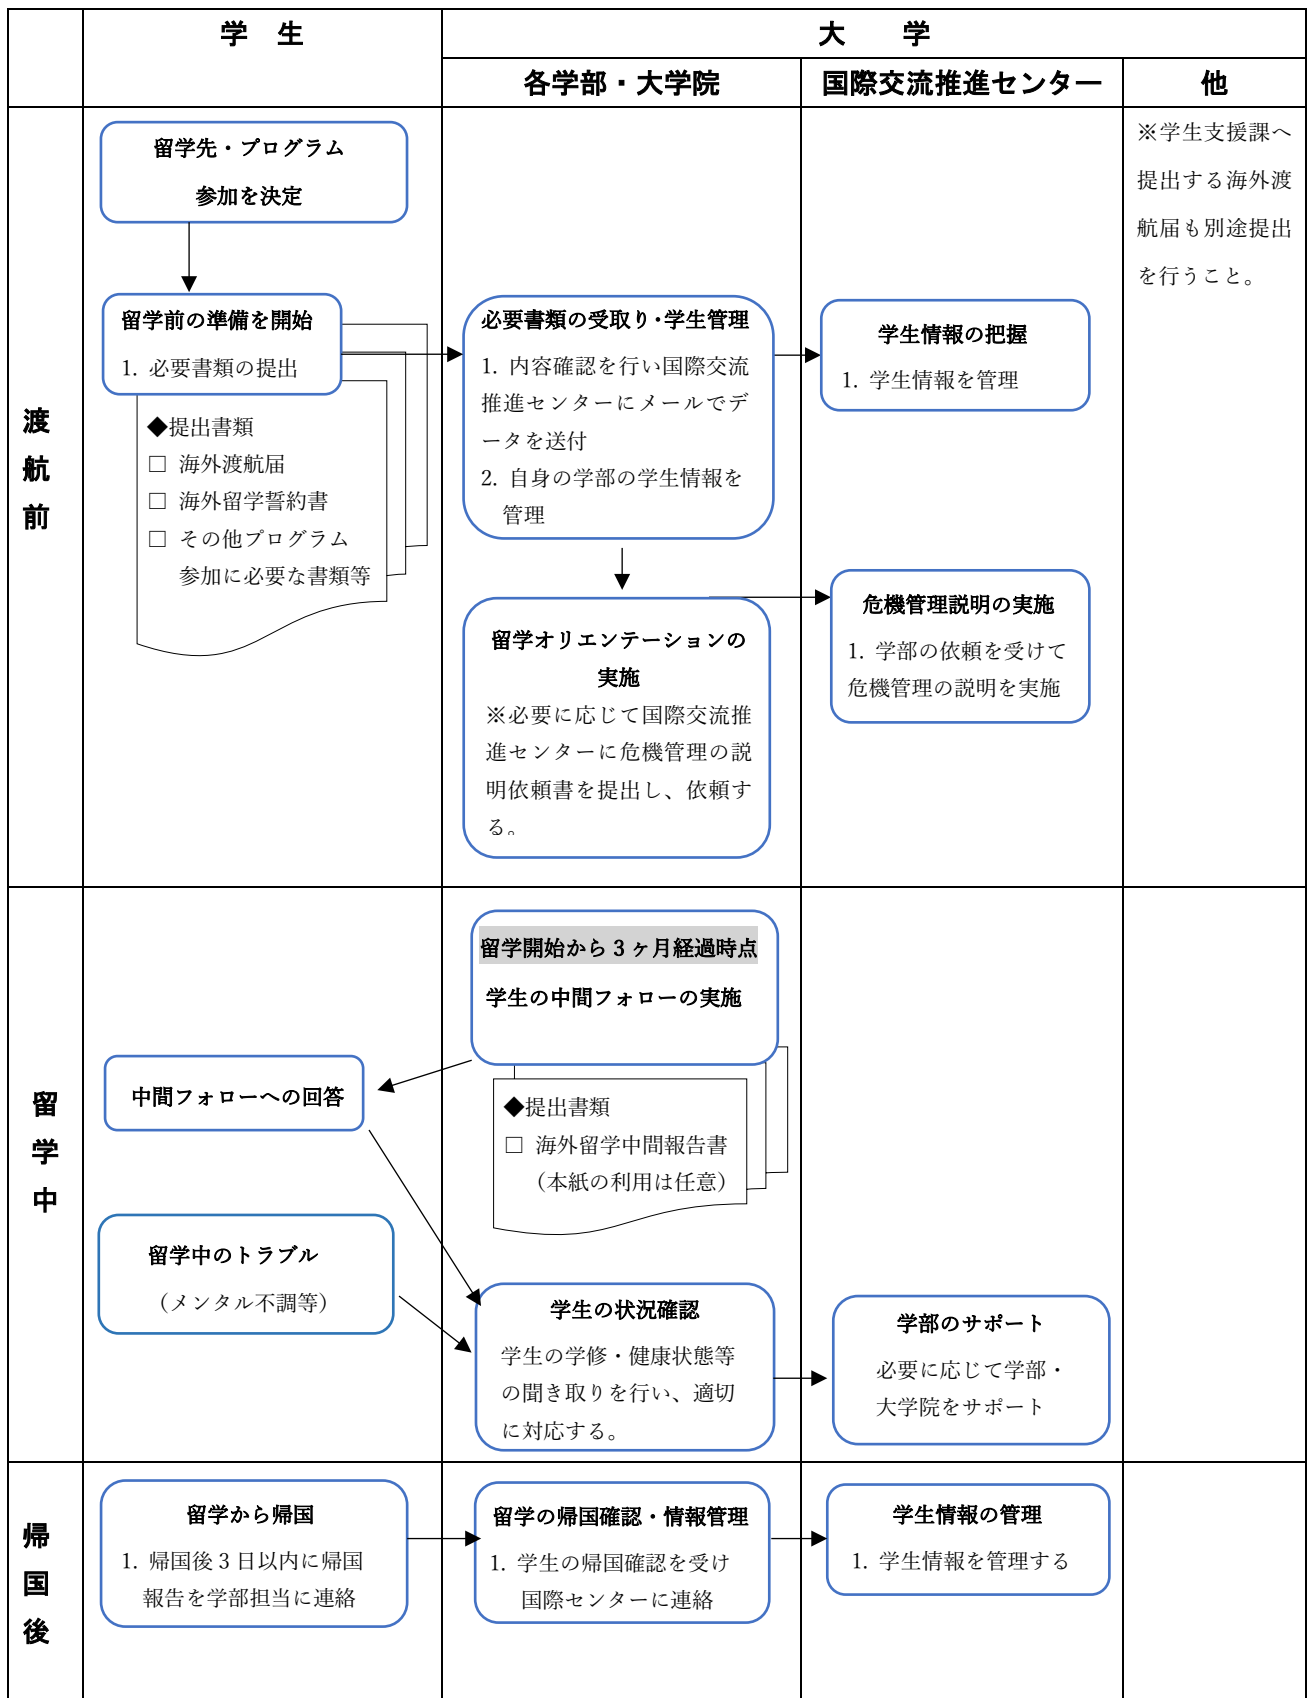 学　生
大　　学
各学部・大学院
国際交流推進センター
他
渡航前
留学先・プログラム
参加を決定
留学前の準備を開始
1. 必要書類の提出
◆提出書類
□ 海外渡航届
□ 海外留学誓約書
□ その他プログラム
参加に必要な書類等
必要書類の受取り・学生管理
1. 内容確認を行い国際交流
推進センターにメールでデ
ータを送付
2. 自身の学部の学生情報を
管理
学生情報の把握
1. 学生情報を管理
留学オリエンテーションの
実施
※必要に応じて国際交流推
進センターに危機管理の説
明依頼書を提出し、依頼す
る。
危機管理説明の実施
1. 学部の依頼を受けて
危機管理の説明を実施
※学生支援課へ
提出する海外渡
航届も別途提出
を行うこと。
留学中
留学開始から3ヶ月経過時点
学生の中間フォローの実施
◆提出書類
□ 海外留学中間報告書
（本紙の利用は任意）
中間フォローへの回答
留学中のトラブル
（メンタル不調等）
学生の状況確認
学生の学修・健康状態等
の聞き取りを行い、適切
に対応する。
学部のサポート
必要に応じて学部・
大学院をサポート
帰国後
留学から帰国
1. 帰国後3日以内に帰国
報告を学部担当に連絡
留学の帰国確認・情報管理
1. 学生の帰国確認を受け
国際センターに連絡
学生情報の管理
1. 学生情報を管理する